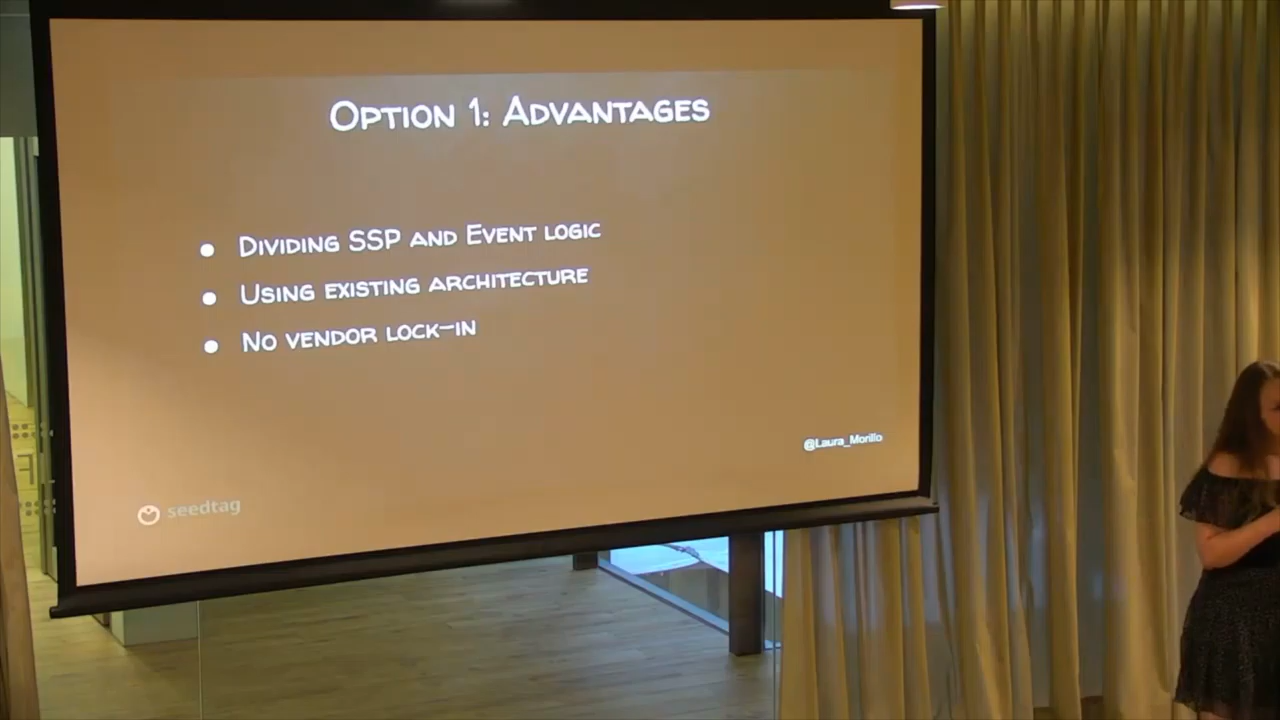 Option 1: Advantages
Dividing SSP and Event logic
Using existing architecture
No vendor lock-in
@Laura_Morillo
seedtag